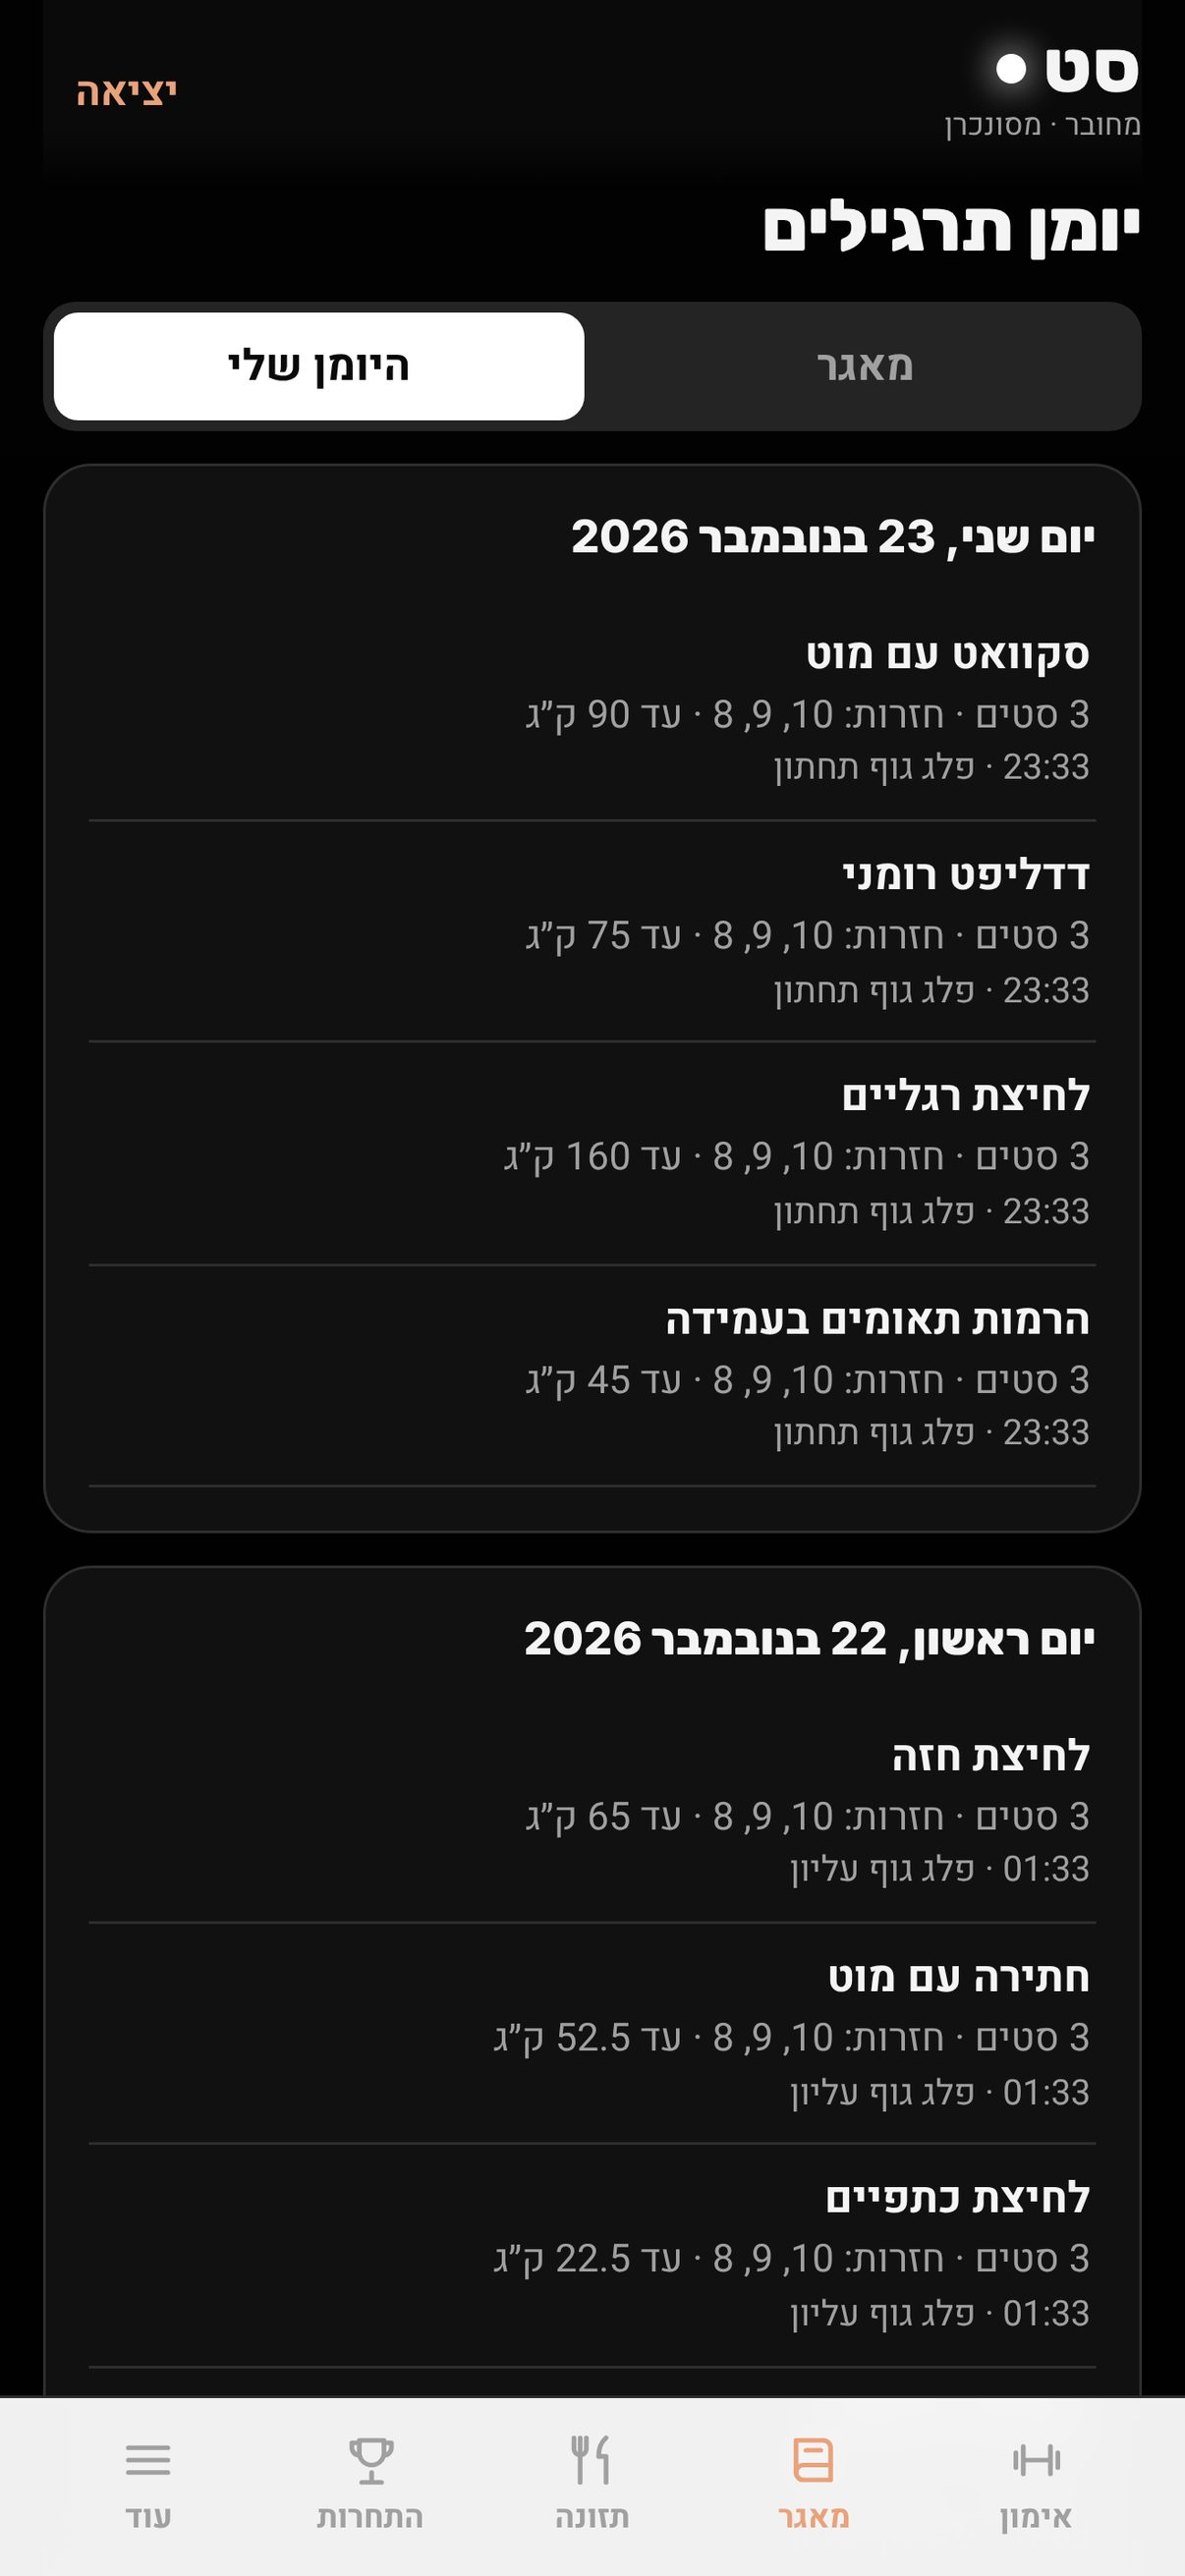 סט
יציאה
מחובר · מסונכרן
יומן תרגילים
מאגר
היומן שלי
יום שני, 23 בנובמבר 2026
סקוואט עם מוט
3 סטים · חזרות: 10, 9, 8 · עד 90 ק״ג
23:33 · פלג גוף תחתון
דדליפט רומני
3 סטים · חזרות: 10, 9, 8 · עד 75 ק״ג
23:33 · פלג גוף תחתון
לחיצת רגליים
3 סטים · חזרות: 10, 9, 8 · עד 160 ק״ג
23:33 · פלג גוף תחתון
הרמות תאומים בעמידה
3 סטים · חזרות: 10, 9, 8 · עד 45 ק״ג
23:33 · פלג גוף תחתון
יום ראשון, 22 בנובמבר 2026
לחיצת חזה
3 סטים · חזרות: 10, 9, 8 · עד 65 ק״ג
01:33 · פלג גוף עליון
חתירה עם מוט
3 סטים · חזרות: 10, 9, 8 · עד 52.5 ק״ג
01:33 · פלג גוף עליון
לחיצת כתפיים
3 סטים · חזרות: 10, 9, 8 · עד 22.5 ק״ג
01:33 · פלג גוף עליון
אימון
מאגר
תזונה
התחרות
עוד